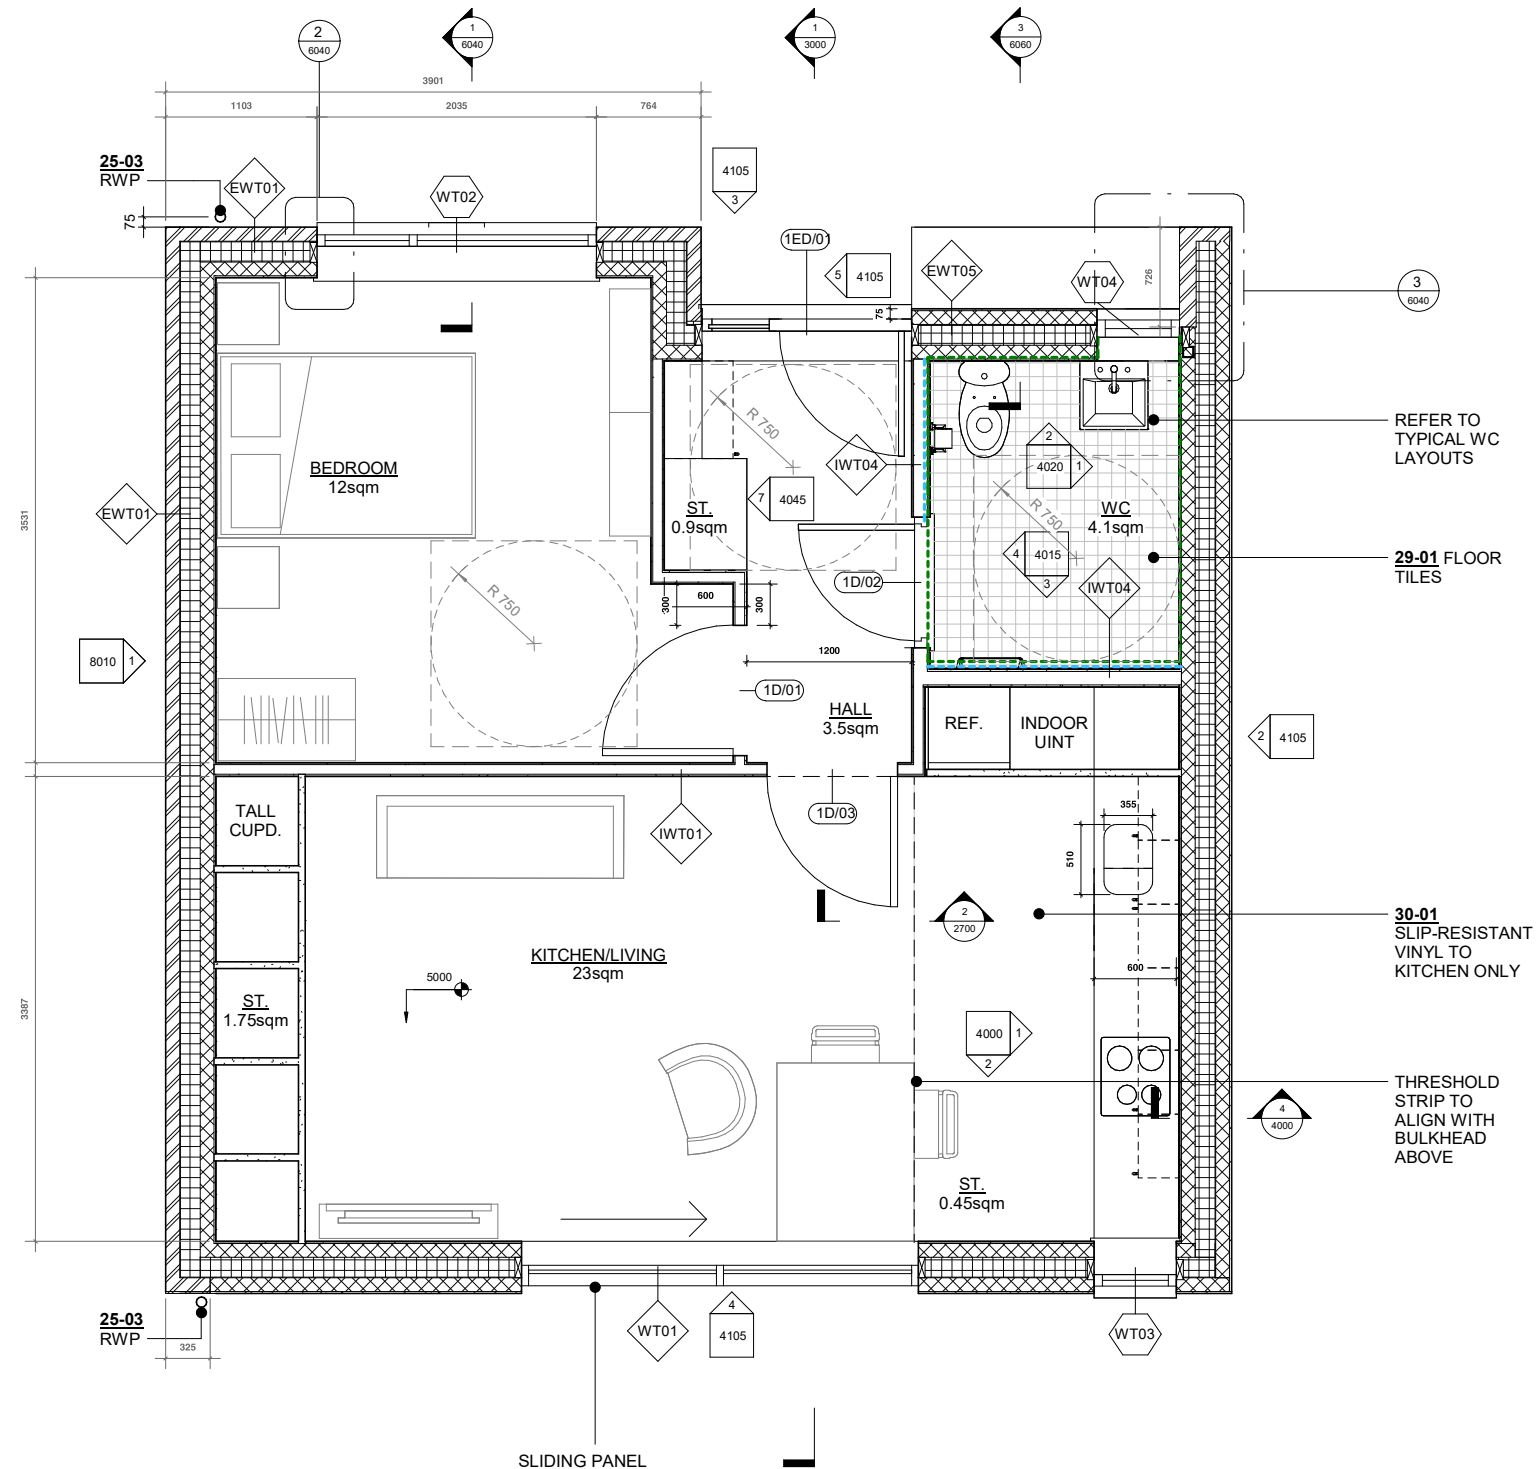 2
6040
1
6040
1
3000
3
6060
3901
1103
2035
764
25-03
RWP
75
EWT01
WT02
4105
3
1ED/01
5
4105
EWT05
WT04
726
3
6040
75
R 750
REFER TO
TYPICAL WC
LAYOUTS
BEDROOM
12sqm
IWT04
2
4020
1
ST.
0.9sqm
7
4045
R 750
WC
4.1sqm
EWT01
3531
4
4015
3
29-01 FLOOR
TILES
1D/02
IWT04
R 750
300
600
300
8010
1
1200
1D/01
HALL
3.5sqm
REF.
INDOOR
UINT
2
4105
TALL
CUPD.
1D/03
IWT01
355
510
2
2700
30-01
SLIP-RESISTANT
VINYL TO
KITCHEN ONLY
KITCHEN/LIVING
23sqm
5000
600
ST.
1.75sqm
3387
4000
1
2
THRESHOLD
STRIP TO
ALIGN WITH
BULKHEAD
ABOVE
4
4000
ST.
0.45sqm
25-03
RWP
325
WT01
4
4105
WT03
SLIDING PANEL